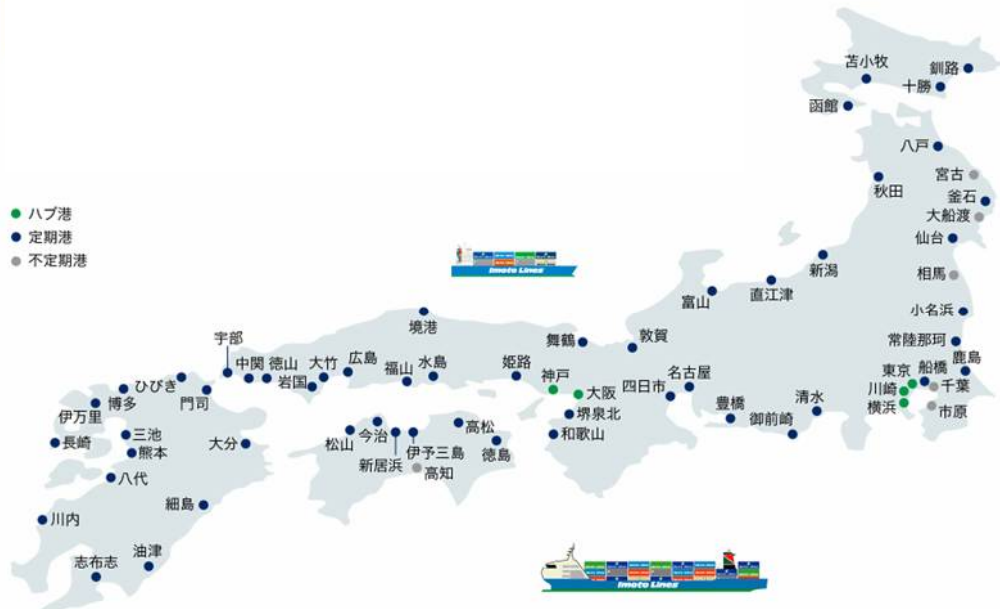 苫小牧
釧路
十勝
函館
八戸
宮古
秋田
釜石
大船渡
ハブ港
定期港
不定期港
仙台
新潟
相馬
Imoto Lines
直江津
富山
小名浜
境港
宇部
舞鶴
敦賀
常陸那珂
鹿島
中関
徳山
大竹
広島
岩国
福山
水島
姫路
神戸
大阪
四日市
名古屋
東京
船橋
川崎
千葉
横浜
市原
ひびき
門司
伊万里
博多
清水
豊橋
御前崎
堺泉北
和歌山
長崎
三池
熊本
大分
松山
今治
新居浜
伊予三島
高松
徳島
高知
八代
細島
川内
油津
志布志
Imoto Lines